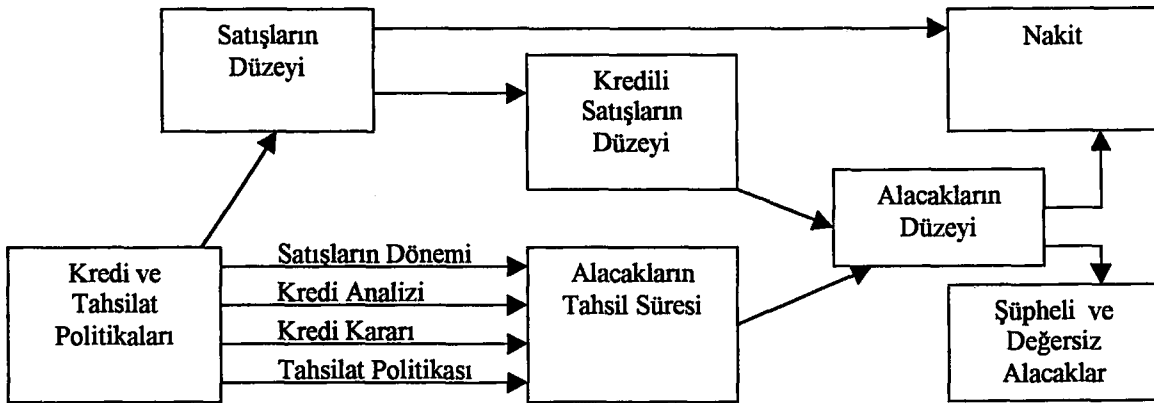 Satışların
Düzeyi
Nakit
Kredili
Satışların
Düzeyi
Alacakların
Düzeyi
Kredi ve
Tahsilat
Politikaları
Satışların Dönemi
Kredi Analizi
Kredi Kararı
Tahsilat Politikası
Alacakların
Tahsil Süresi
Şüpheli ve
Değersiz
Alacaklar